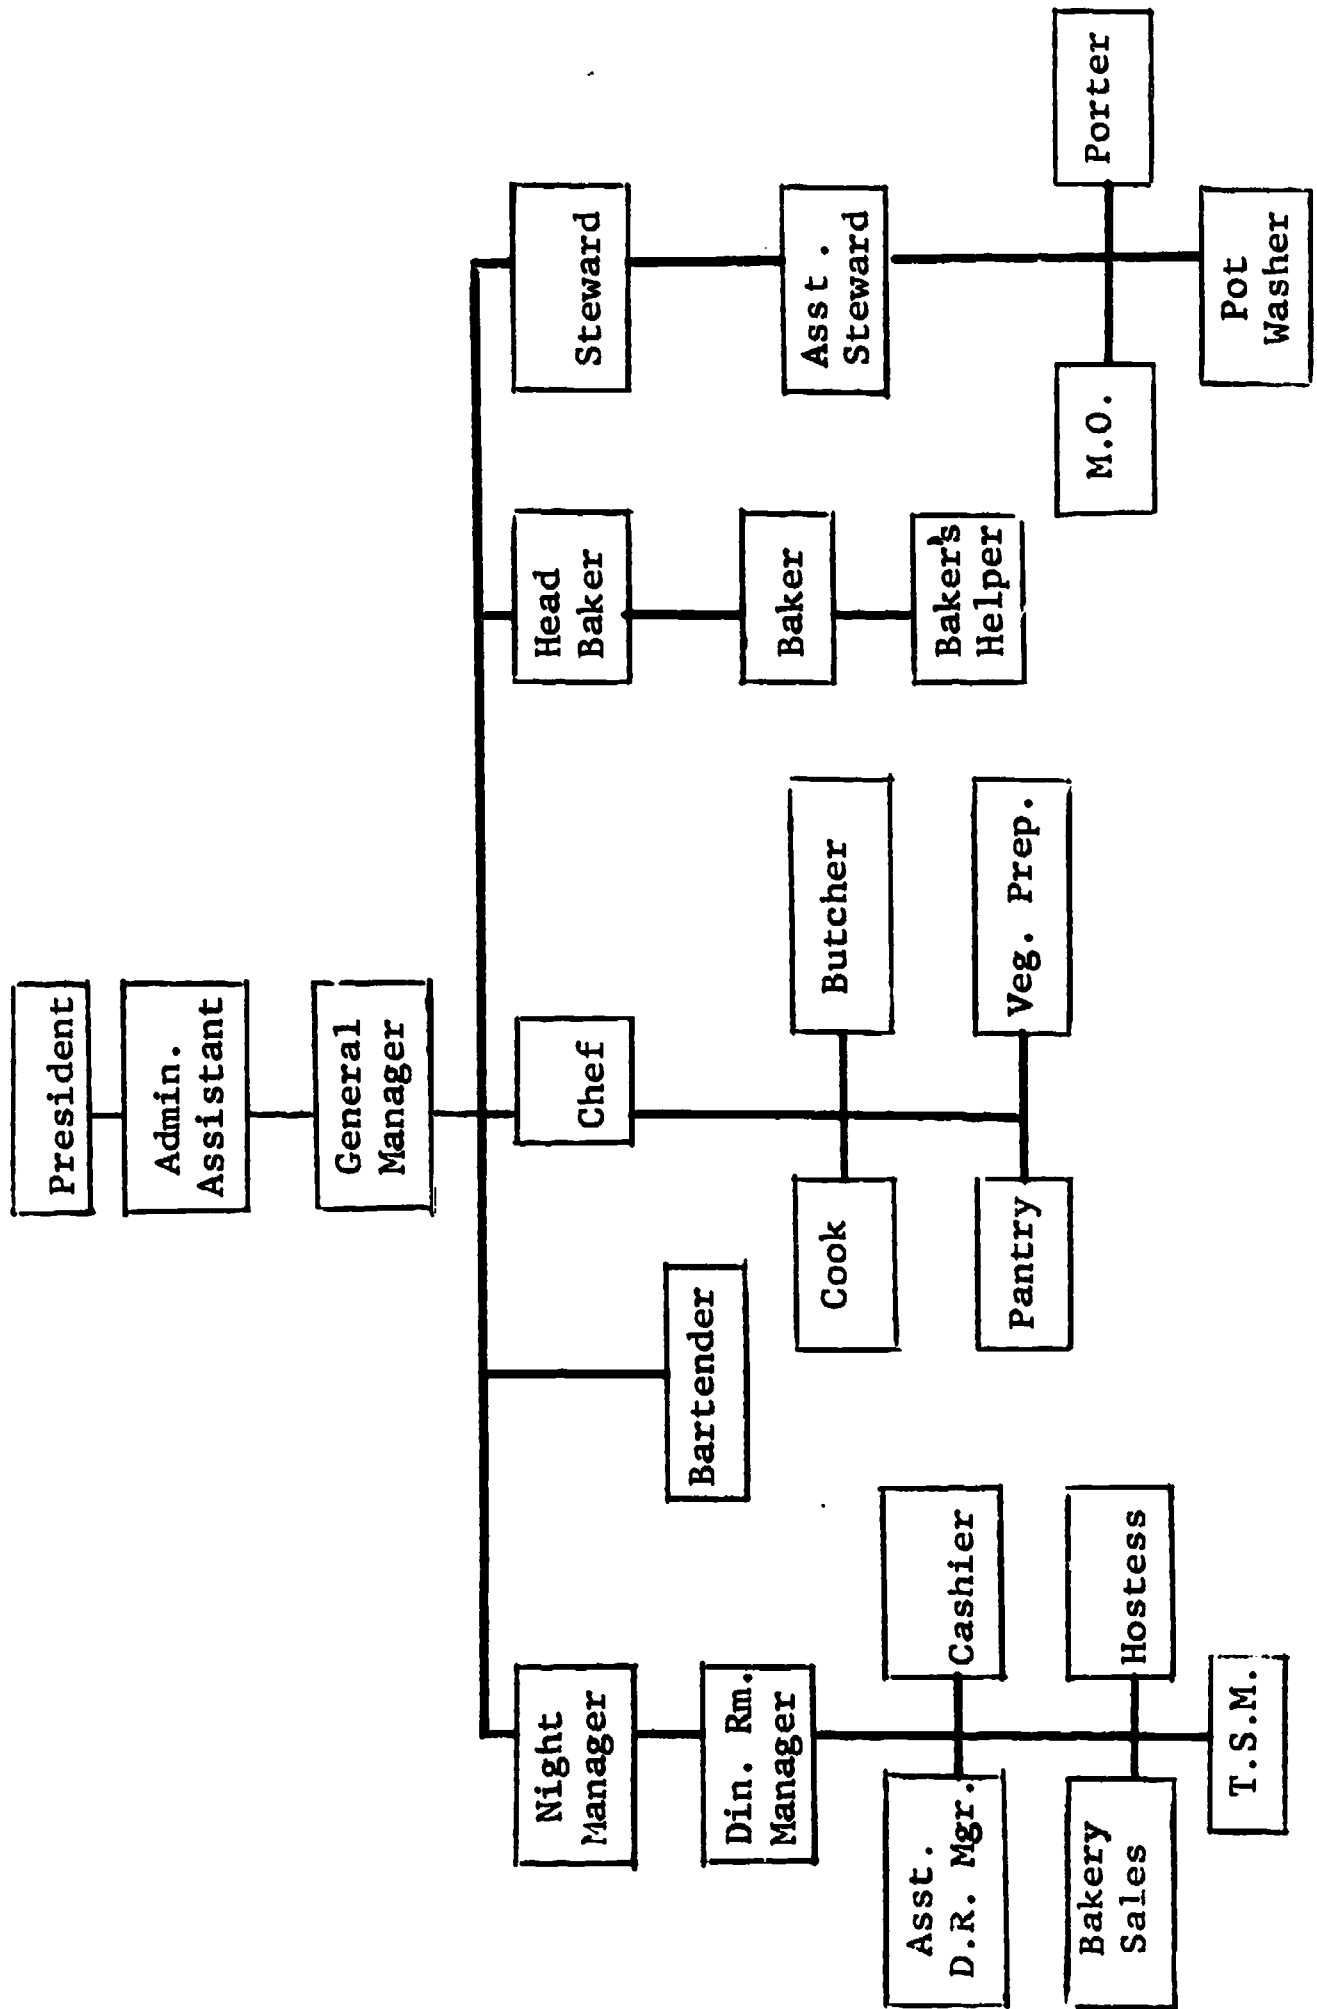 President
Admin.
Assistant
General
Manager
Night
Manager
Din. Rm.
Manager
Asst.
D.R. Mgr.
Cashier
Bakery
Sales
Hostess
T.S.M.
Bartender
Chef
Cook
Butcher
Pantry
Veg. Prep.
Head
Baker
Baker
Baker's
Helper
Steward
Asst.
Steward
M.O.
Porter
Pot
Washer